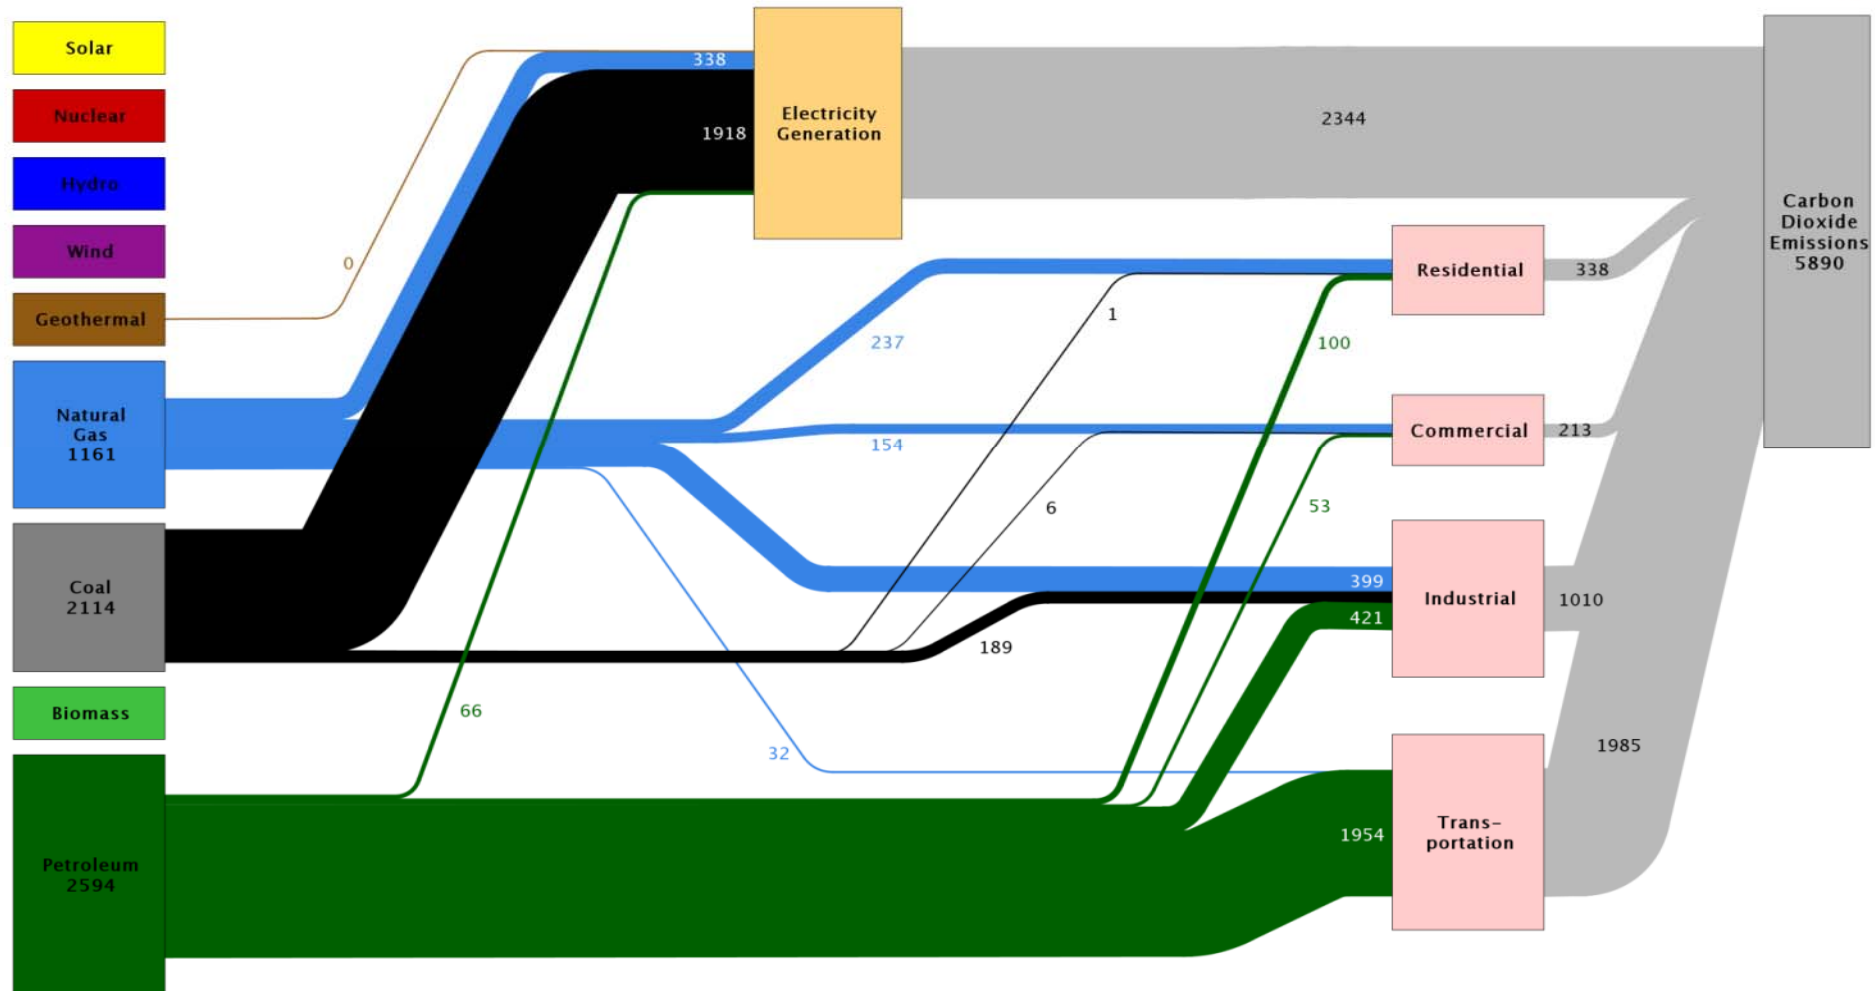 Solar
Nuclear
Hydro
Wind
Geothermal
Natural
Gas
1161
Coal
2114
Biomass
Petroleum
2594
0
338
1918
66
Electricity
Generation
237
154
32
1
6
189
100
53
399
421
1954
2344
Residential
338
Commercial
213
Industrial
1010
Trans-
portation
1985
Carbon
Dioxide
Emissions
5890